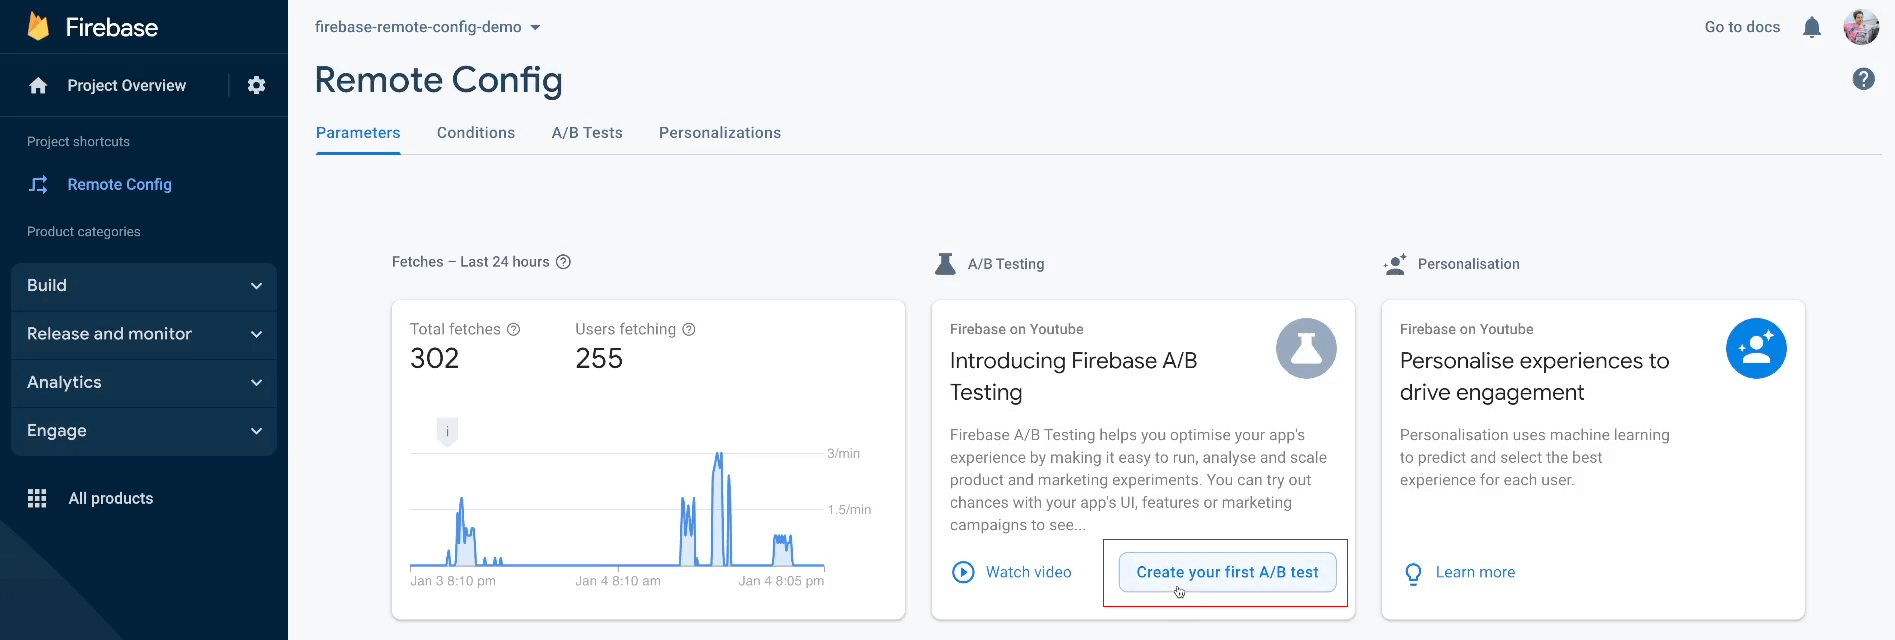 Firebase
firebase-remote-config-demo
Go to docs
Project Overview
Remote Config
Parameters
Conditions
A/B Tests
Personalizations
Project shortcuts
Remote Config
Product categories
Build
Release and monitor
Analytics
Engage
All products
Fetches – Last 24 hours
Total fetches
302
Users fetching
255
i
3/min
1.5/min
Jan 3 8:10 pm
Jan 4 8:10 am
Jan 4 8:05 pm
A/B Testing
Firebase on Youtube
Introducing Firebase A/B
Testing
Firebase A/B Testing helps you optimise your app's
experience by making it easy to run, analyse and scale
product and marketing experiments. You can try out
chances with your app's UI, features or marketing
campaigns to see...
Watch video
Create your first A/B test
Personalisation
Firebase on Youtube
Personalise experiences to
drive engagement
Personalisation uses machine learning
to predict and select the best
experience for each user.
Learn more